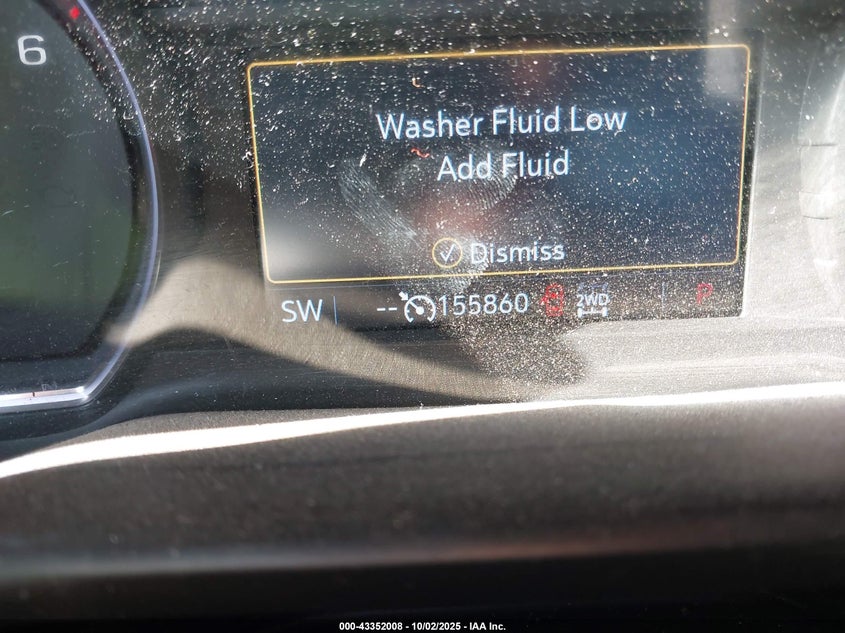 6
Washer Fluid Low
Add Fluid
Dismiss
SW -- 155860 2WD P
000-43352008 - 10/02/2025 - IAA Inc.